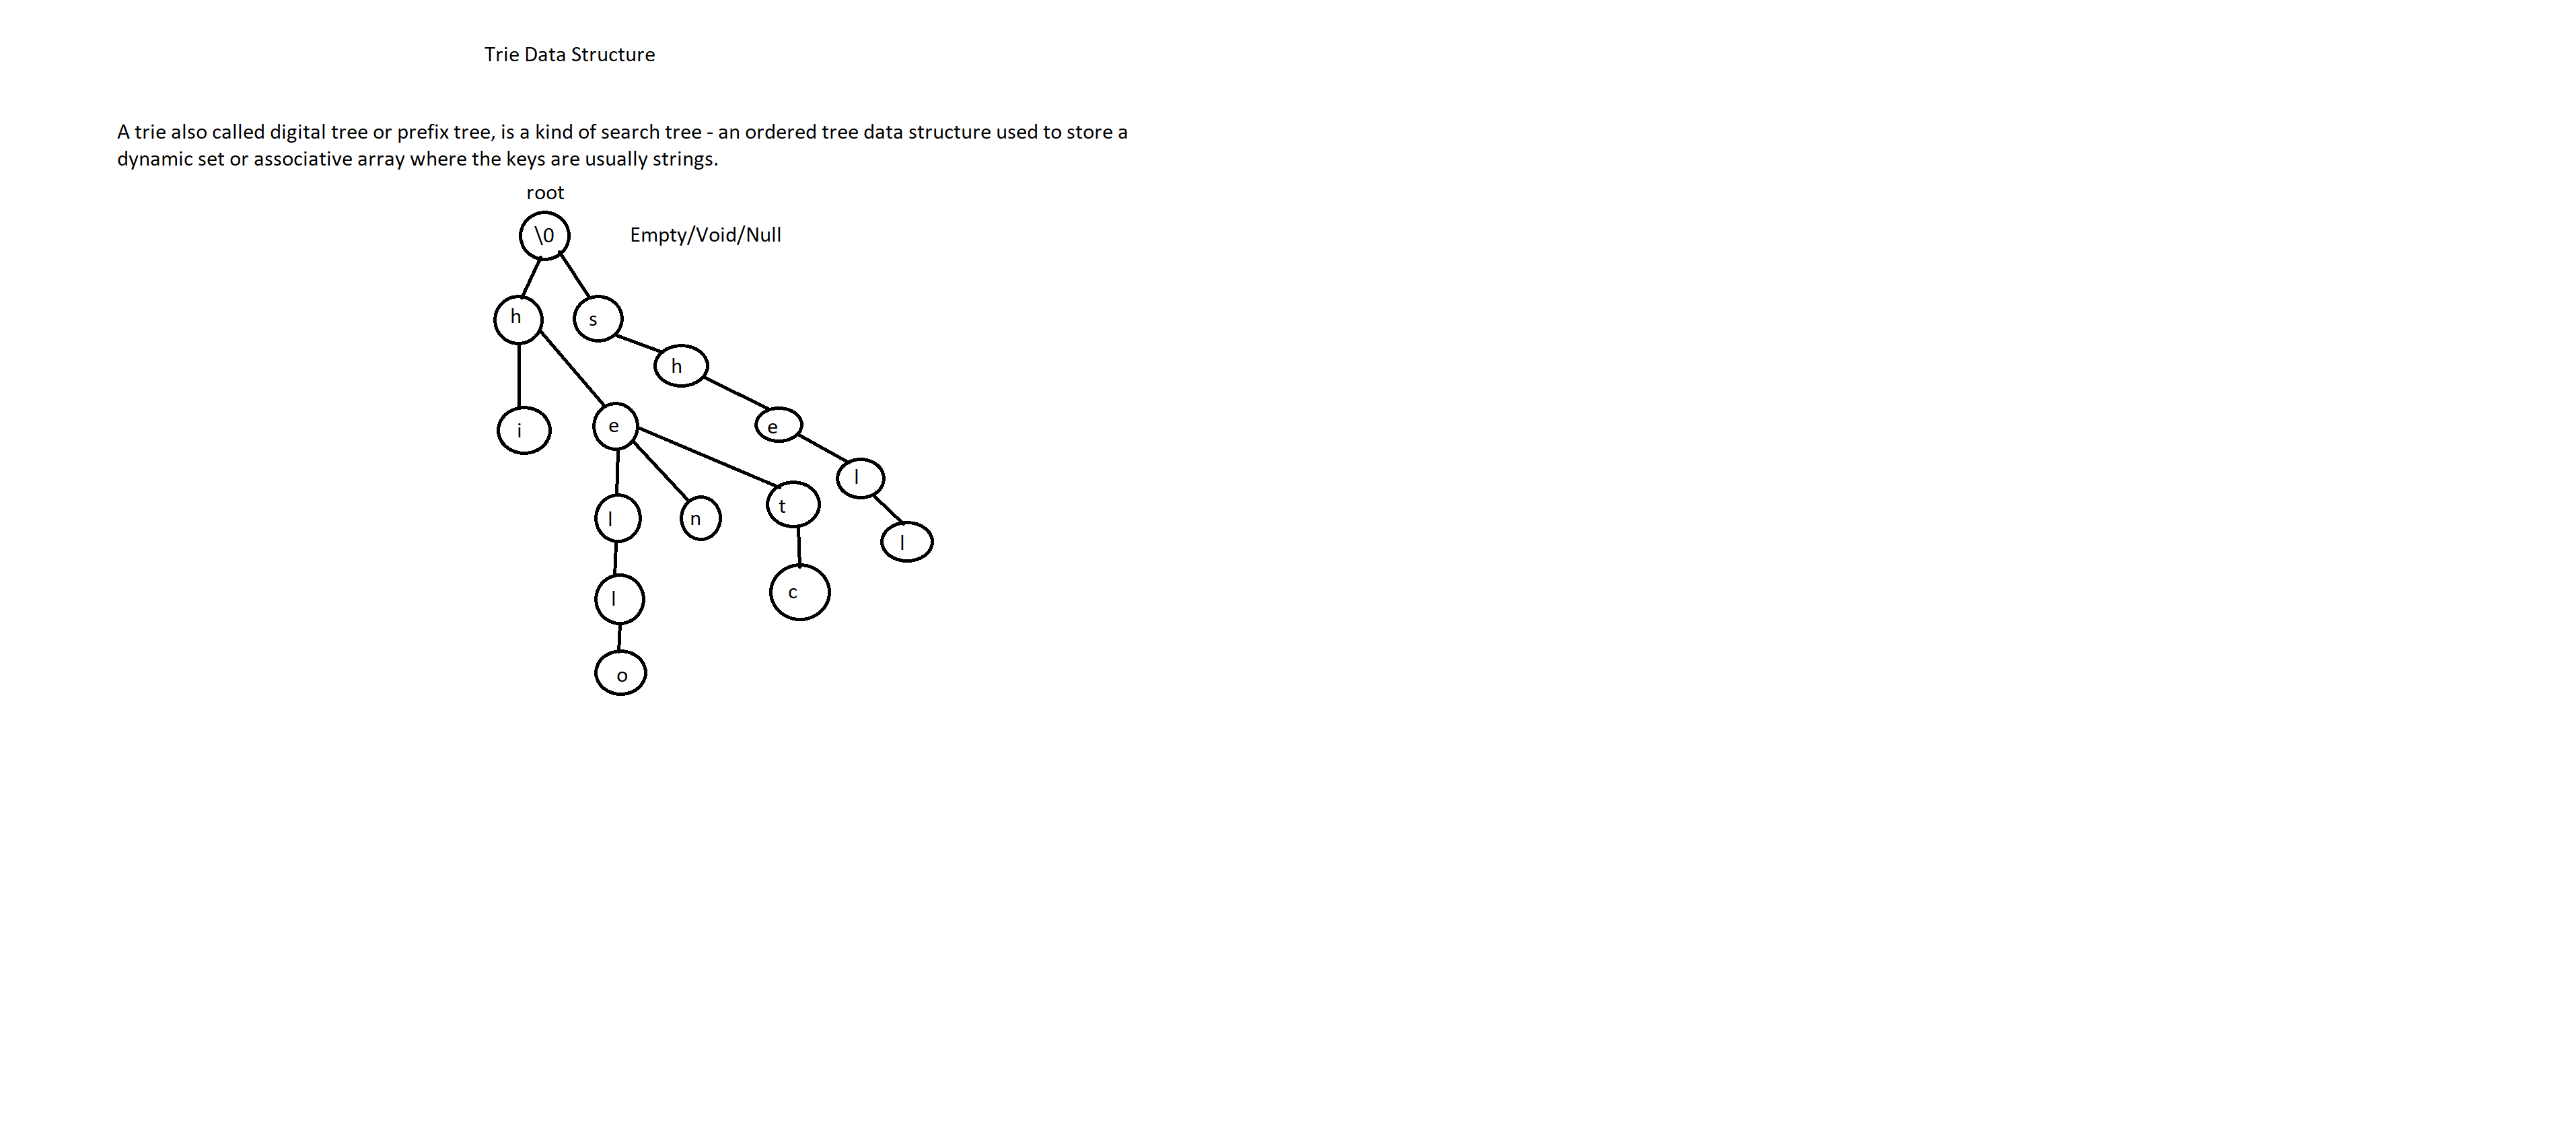 Trie Data Structure
A trie also called digital tree or prefix tree, is a kind of search tree - an ordered tree data structure used to store a
dynamic set or associative array where the keys are usually strings.
root
\0
Empty/Void/Null
h
s
h
i
e
e
l
l
n
t
l
l
c
o